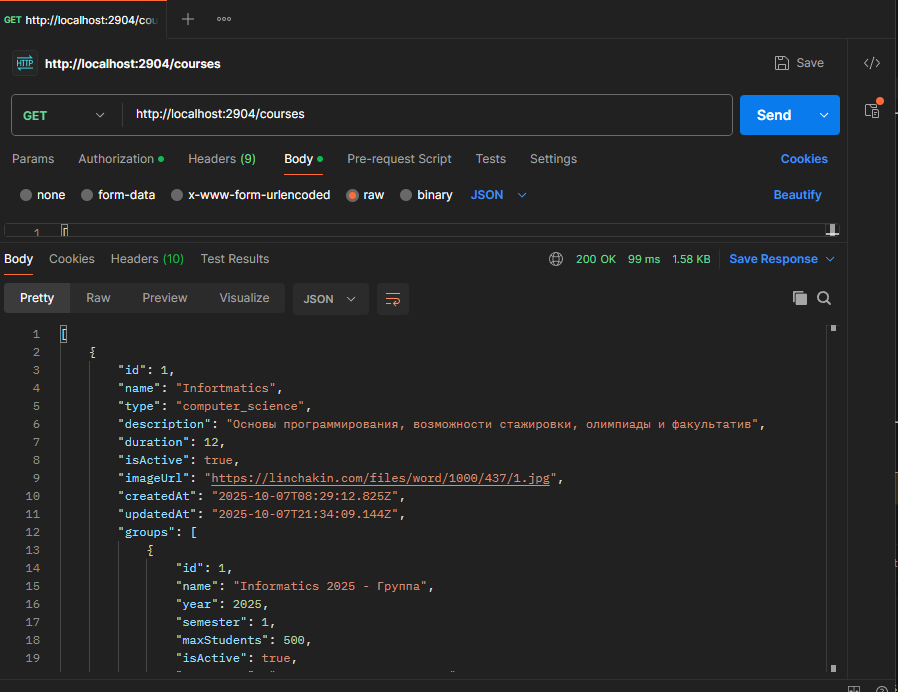 GET http://localhost:2904/cou
http://localhost:2904/courses
Save
GET http://localhost:2904/courses Send
Params Authorization Headers (9) Body Pre-request Script Tests Settings Cookies
none form-data x-www-form-urlencoded raw binary JSON Beautify
1 [
Body Cookies Headers (10) Test Results 200 OK 99 ms 1.58 KB Save Response
Pretty Raw Preview Visualize JSON
1 [
2 {
3 "id": 1,
4 "name": "Infortmatics",
5 "type": "computer_science",
6 "description": "Основы программирования, возможности стажировки, олимпиады и факультатив",
7 "duration": 12,
8 "isActive": true,
9 "imageUrl": "https://linchakin.com/files/word/1000/437/1.jpg",
10 "createdAt": "2025-10-07T08:29:12.825Z",
11 "updatedAt": "2025-10-07T21:34:09.144Z",
12 "groups": [
13 {
14 "id": 1,
15 "name": "Informatics 2025 - Группа",
16 "year": 2025,
17 "semester": 1,
18 "maxStudents": 500,
19 "isActive": true,